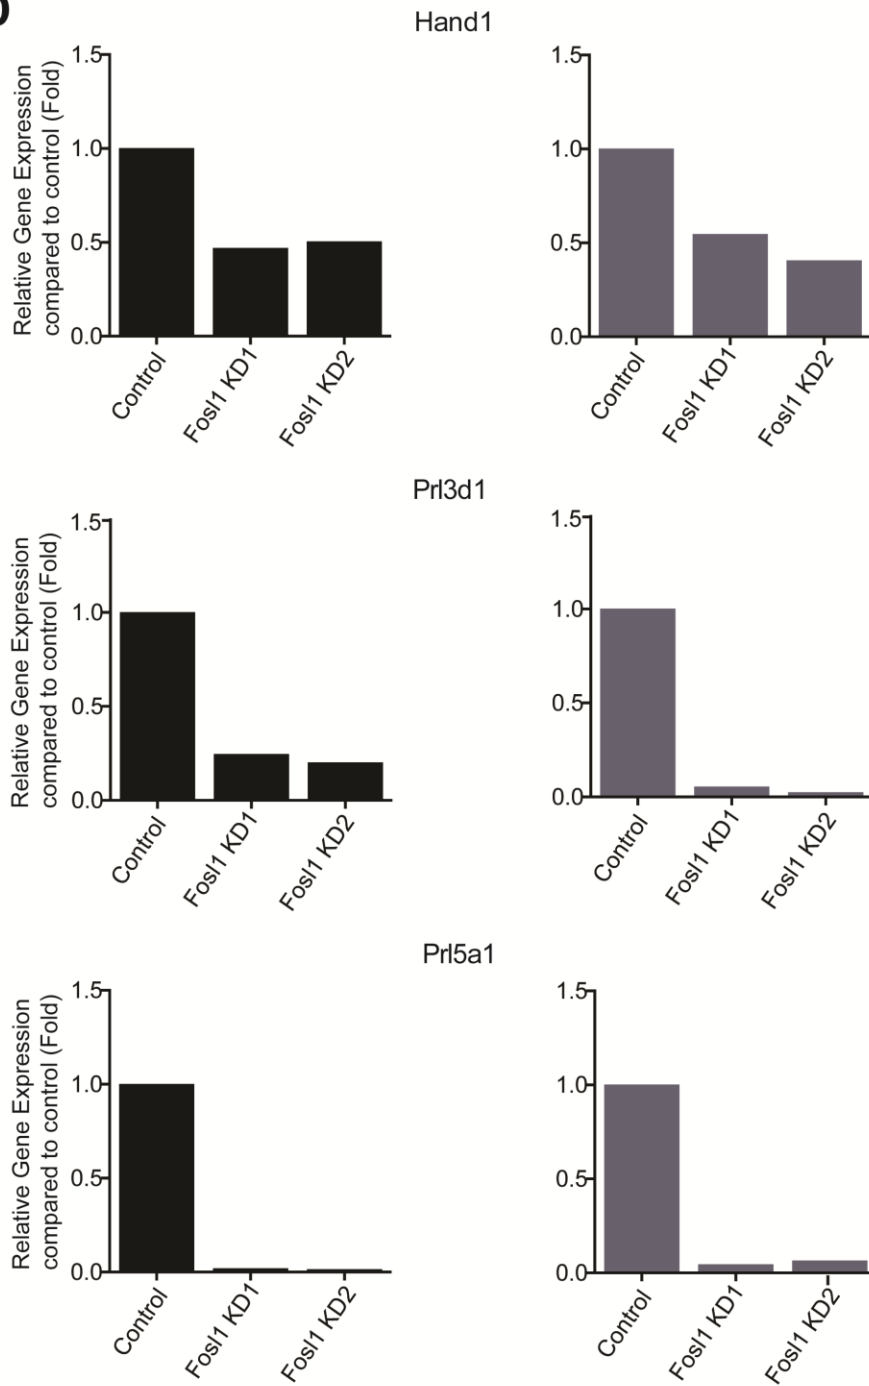 Hand1
Relative Gene Expression
compared to control (Fold)
1.5
1.0
0.5
0.0
Control
Fosl1 KD1
Fosl1 KD2
1.5
1.0
0.5
0.0
Control
Fosl1 KD1
Fosl1 KD2
Prl3d1
Relative Gene Expression
compared to control (Fold)
1.5
1.0
0.5
0.0
Control
Fosl1 KD1
Fosl1 KD2
1.5
1.0
0.5
0.0
Control
Fosl1 KD1
Fosl1 KD2
Prl5a1
Relative Gene Expression
compared to control (Fold)
1.5
1.0
0.5
0.0
Control
Fosl1 KD1
Fosl1 KD2
1.5
1.0
0.5
0.0
Control
Fosl1 KD1
Fosl1 KD2